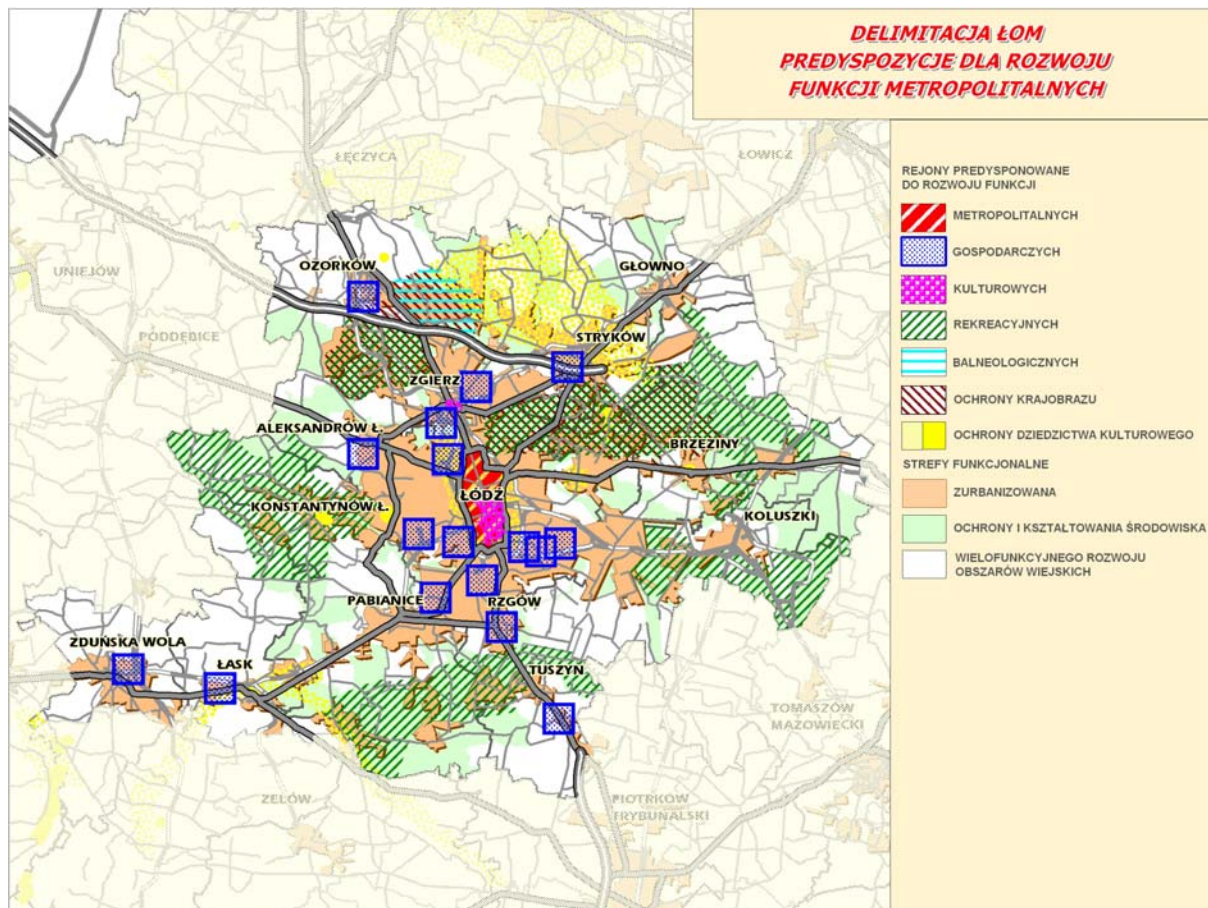 DELIMITACJA ŁOM
PREDYSPOZYCJE DLA ROZWOJU
FUNKCJI METROPOLITALNYCH
REJONY PREDYSPONOWANE
DO ROZWOJU FUNKCJI
METROPOLITALNYCH
GOSPODARCZYCH
KULTUROWYCH
REKREACYJNYCH
BALNEOLOGICZNYCH
OCHRONY KRAJOBRAZU
OCHRONY DZIEDZICTWA KULTUROWEGO
STREFY FUNKCJONALNE
ZURBANIZOWANA
OCHRONY I KSZTAŁTOWANIA ŚRODOWISKA
WIELOFUNKCYJNEGO ROZWOJU
OBSZARÓW WIEJSKICH
ŁĘCZYCA
ŁOWICZ
UNIEJÓW
OZORKÓW
GŁOWNO
PODDĘBICE
STRYKÓW
ZGIERZ
ALEKSANDRÓW Ł.
BRZEZINY
ŁÓDŹ
KONSTANTYNÓW Ł.
KOLUSZKI
PABIANICE
RZGÓW
ZDUŃSKA WOLA
ŁASK
TUSZYN
TOMASZÓW
MAZOWIECKI
ZELÓW
PIOTRKÓW
TRYBUNALSKI